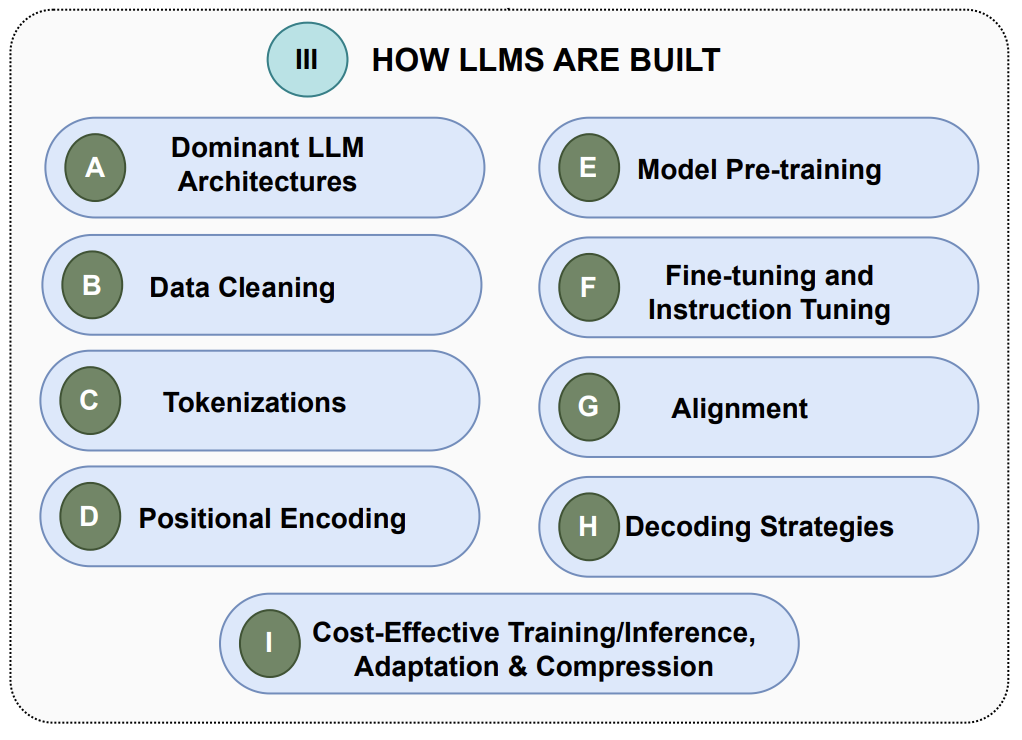 III HOW LLMS ARE BUILT
A Dominant LLM
Architectures
B Data Cleaning
C Tokenizations
D Positional Encoding
E Model Pre-training
F Fine-tuning and
Instruction Tuning
G Alignment
H Decoding Strategies
I Cost-Effective Training/Inference,
Adaptation & Compression